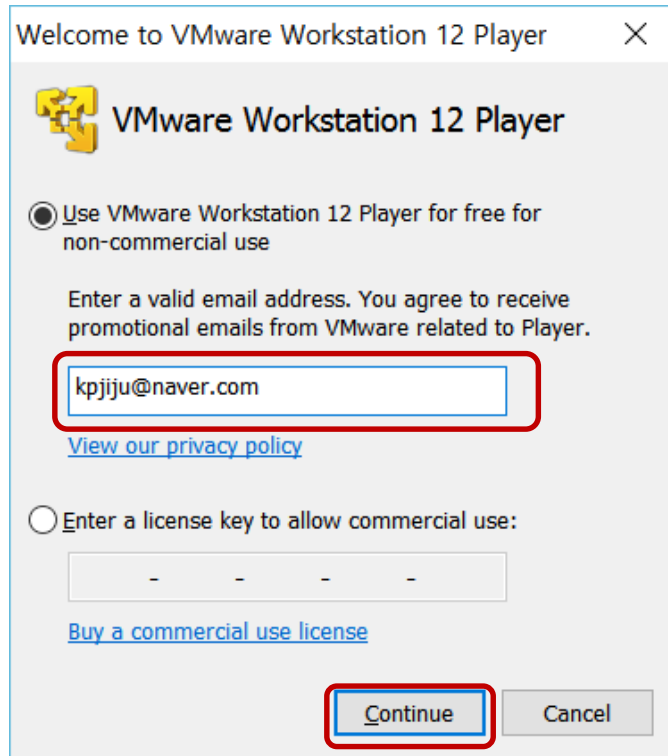 Welcome to VMware Workstation 12 Player
VMware Workstation 12 Player
Use VMware Workstation 12 Player for free for
non-commercial use
Enter a valid email address. You agree to receive
promotional emails from VMware related to Player.
kpjiju@naver.com
View our privacy policy
Enter a license key to allow commercial use:
- - - -
Buy a commercial use license
Continue Cancel